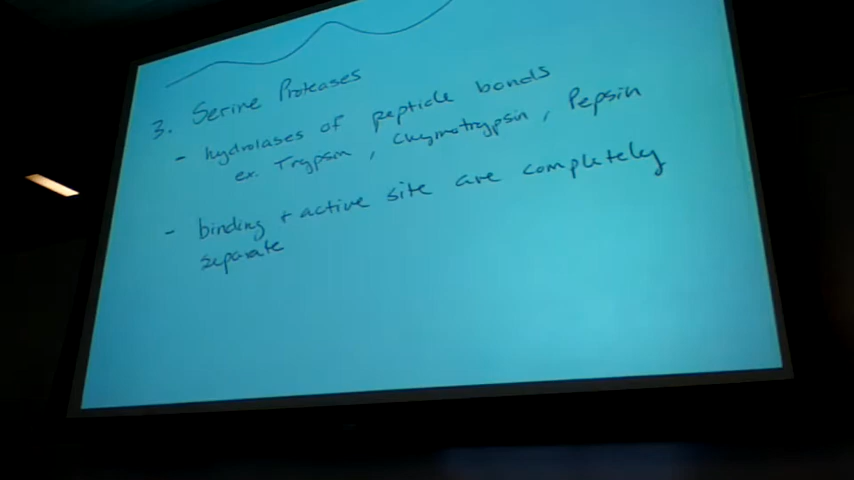 3. Serine Proteases
- hydrolases of peptide bonds
ex. Trypsin, Chymotrypsin, Pepsin
- binding + active site are completely
separate